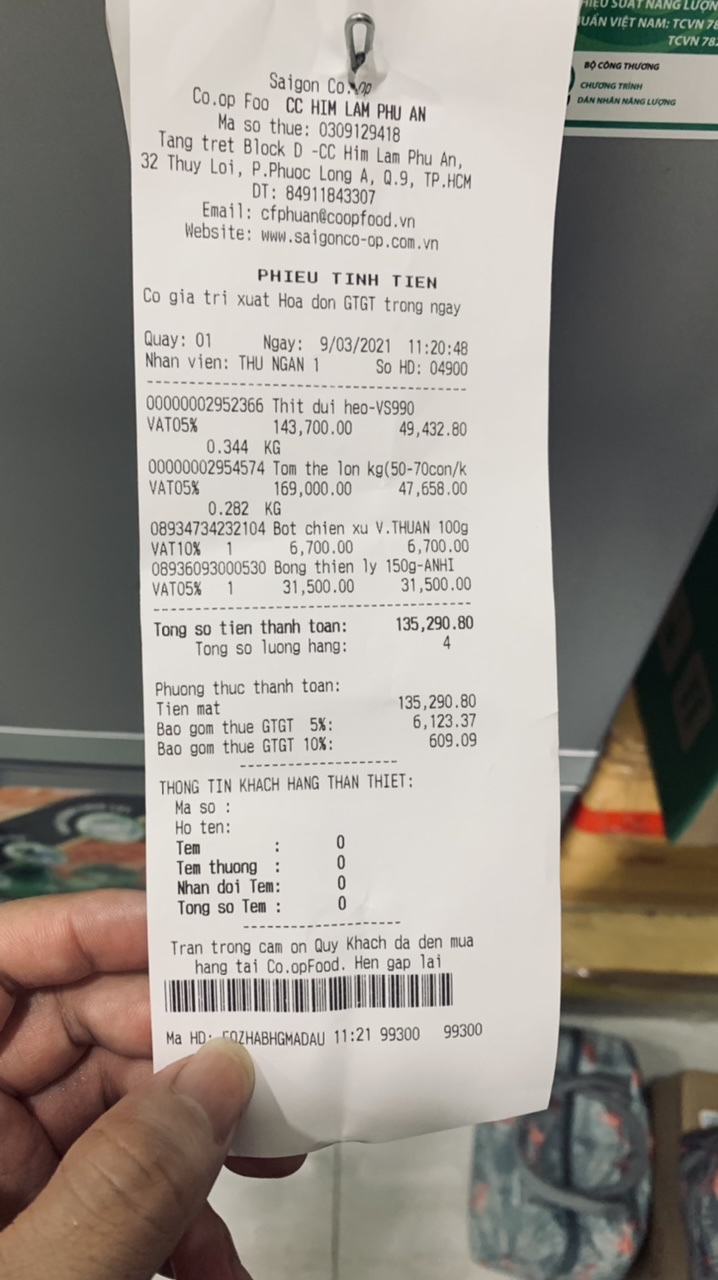 HIEU SUẤT NĂNG LƯỢN
UẨN VIỆT NAM: TCVN 78
TCVN 782
BỘ CÔNG THƯƠNG
CHƯƠNG TRÌNH
DÁN NHÃN NĂNG LƯỢNG
Saigon Co.op
Co.op Foo CC HIM LAM PHU AN
Ma so thue: 0309129418
Tang tret Block D -CC Him Lam Phu An,
32 Thuy Loi, P.Phuoc Long A, Q.9, TP.HCM
DT: 84911843307
Email: cfphuan@coopfood.vn
Website: www.saigonco-op.com.vn
PHIEU TINH TIEN
Co gia tri xuat Hoa don GTGT trong ngay
Quay: 01 Ngay: 9/03/2021 11:20:48
Nhan vien: THU NGAN 1 So HD: 04900
00000002952366 Thit dui heo-VS990
VAT05% 143,700.00 49,432.80
0.344 KG
00000002954574 Tom the lon kg(50-70con/k
VAT05% 169,000.00 47,658.00
0.282 KG
08934734232104 Bot chien xu V.THUAN 100g
VAT10% 1 6,700.00 6,700.00
08936093000530 Bong thien ly 150g-ANHI
VAT05% 1 31,500.00 31,500.00
Tong so tien thanh toan: 135,290.80
Tong so luong hang: 4
Phuong thuc thanh toan:
Tien mat 135,290.80
Bao gom thue GTGT 5%: 6,123.37
Bao gom thue GTGT 10%: 609.09
THONG TIN KHACH HANG THAN THIET:
Ma so :
Ho ten:
Tem : 0
Tem thuong : 0
Nhan doi Tem: 0
Tong so Tem : 0
Tran trong cam on Quy Khach da den mua
hang tai Co.opFood. Hen gap lai
Ma HD: 11:21 99300 99300